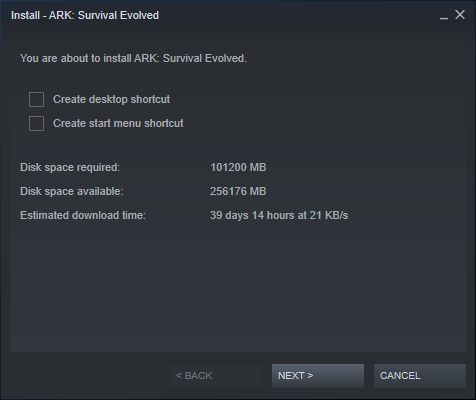 Install - ARK: Survival Evolved
You are about to install ARK: Survival Evolved.
Create desktop shortcut
Create start menu shortcut
Disk space required: 101200 MB
Disk space available: 256176 MB
Estimated download time: 39 days 14 hours at 21 KB/s
< BACK NEXT > CANCEL